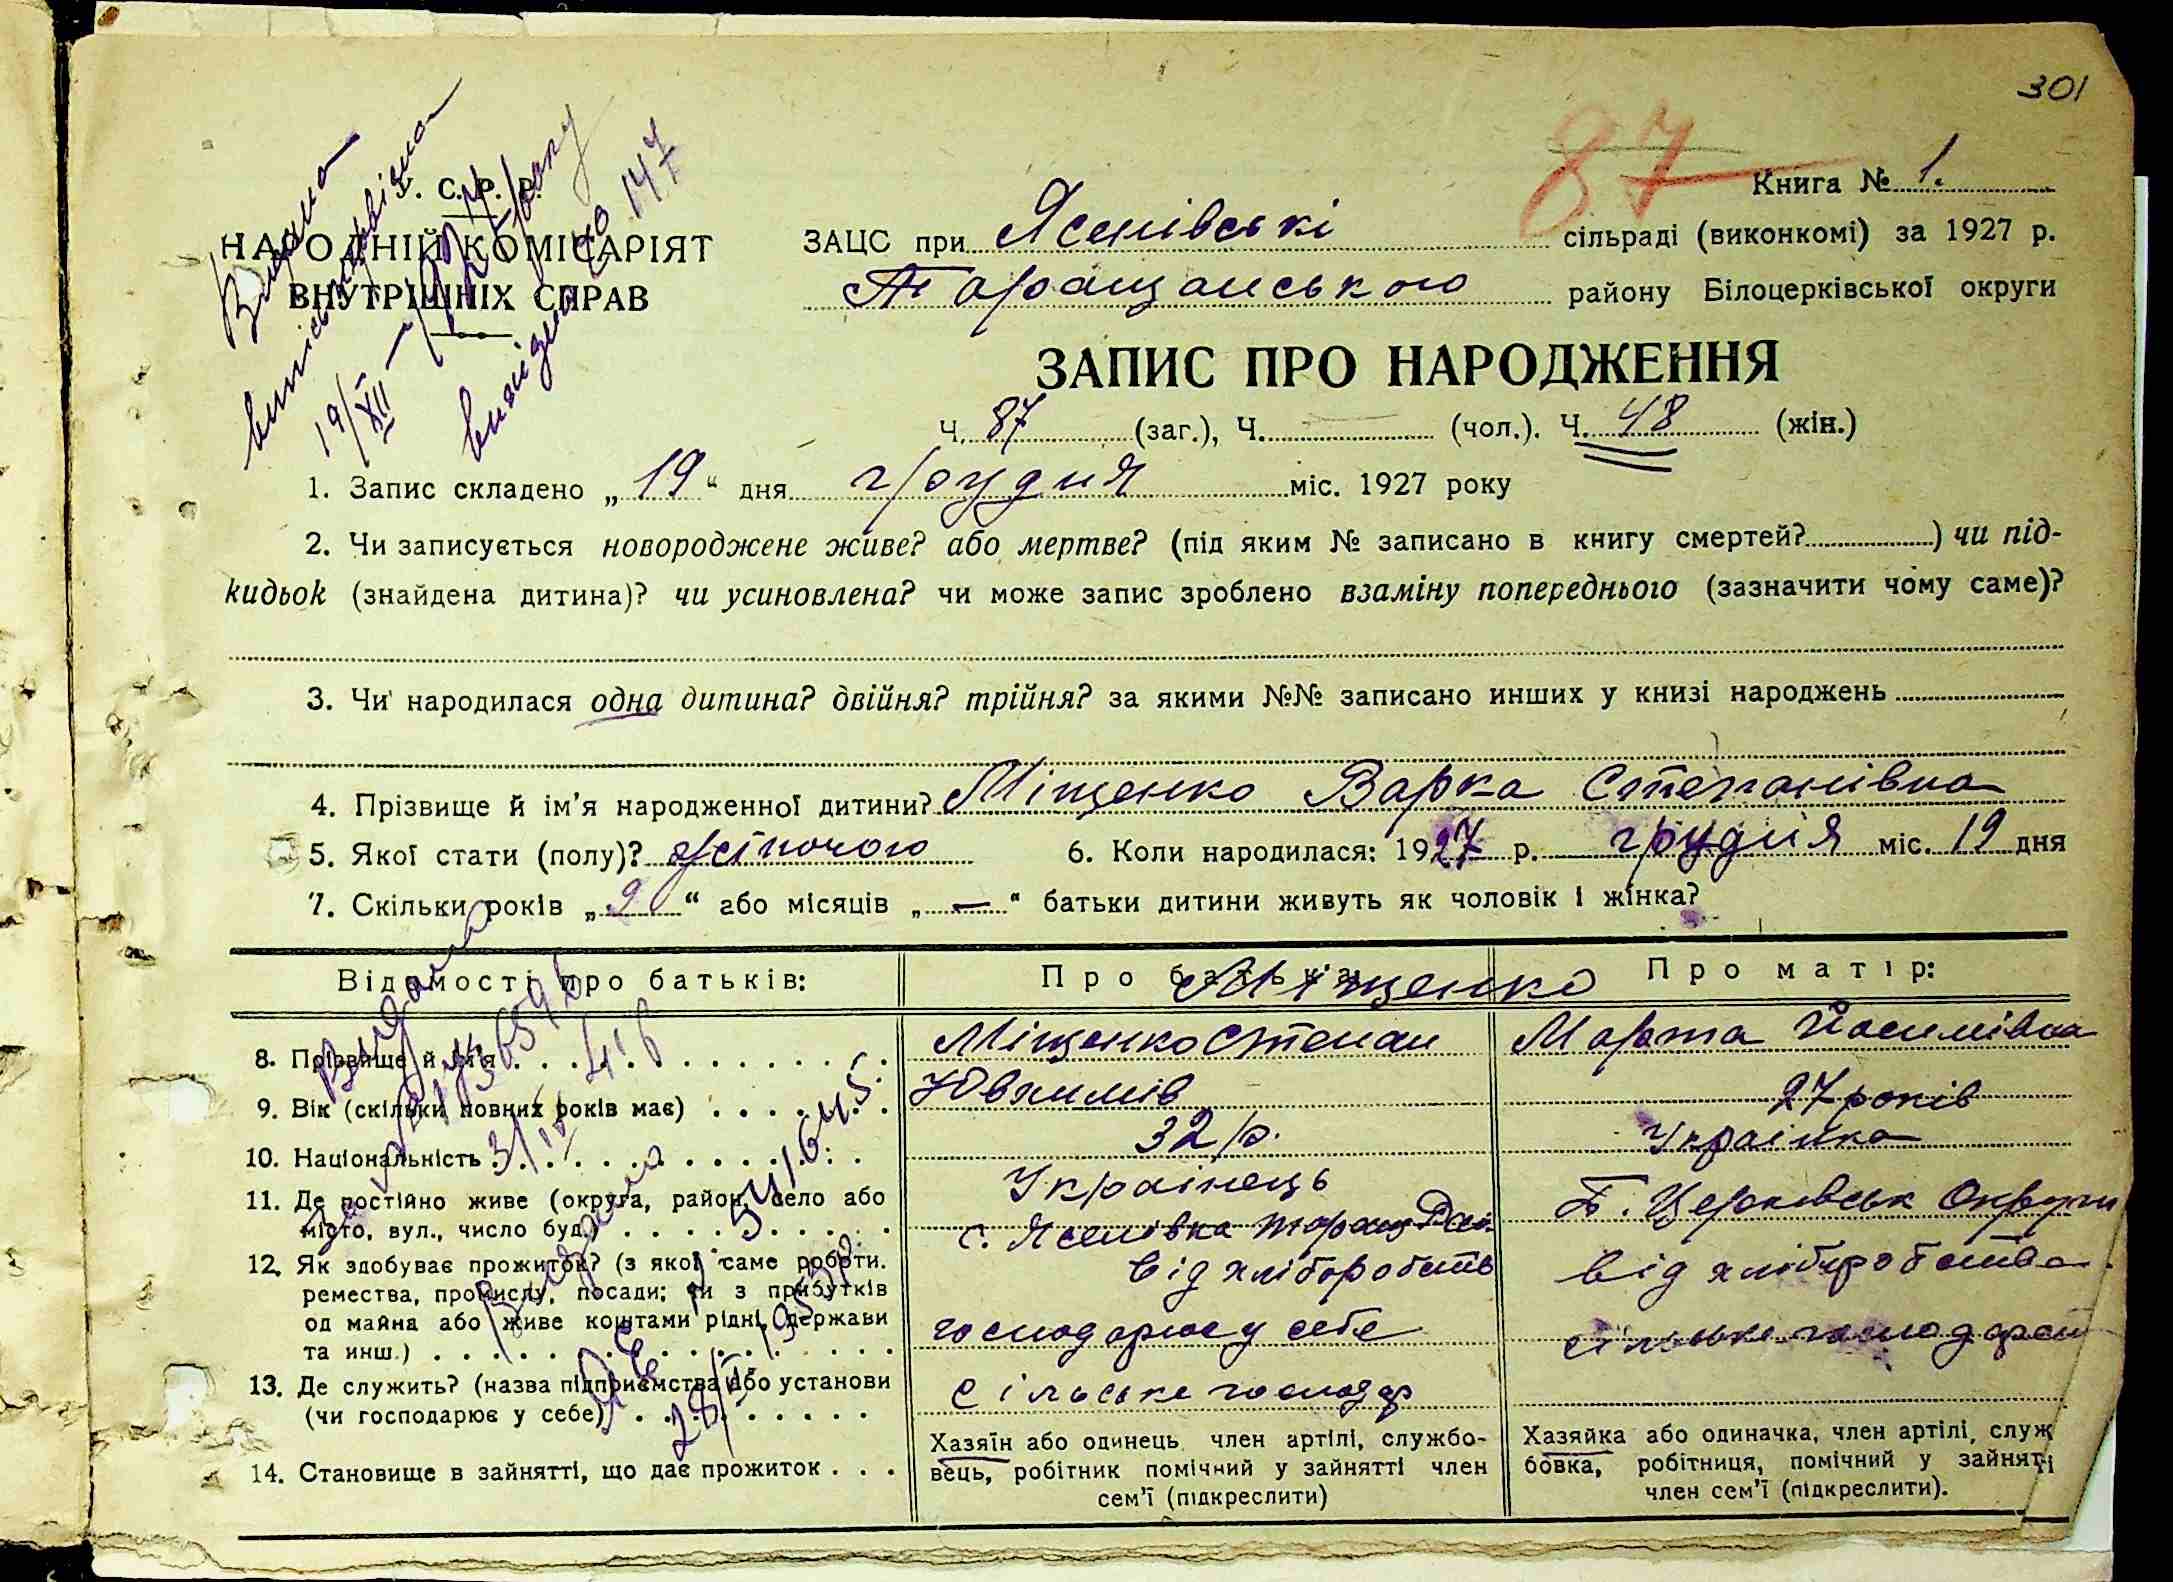 301
87
У. С. Р. Р.
НАРОДНІЙ КОМІСАРІЯТ
ВНУТРІШНІХ СПРАВ
Видано
19/XII — 147
Книга № 1.
ЗАЦС при Ясенівські сільраді (виконкомі) за 1927 р.
Таращанського району Білоцерківської округи
ЗАПИС ПРО НАРОДЖЕННЯ
Ч. 87 (заг.), Ч. (чол.). Ч. 48 (жін.)
1. Запис складено „ 19 “ дня грудня міс. 1927 року
2. Чи записується новороджене живе? або мертве? (під яким № записано в книгу смертей? ) чи під-
кидьок (знайдена дитина)? чи усиновлена? чи може запис зроблено взаміну попереднього (зазначити чому саме)?
3. Чи народилася одна дитина? двійня? трійня? за якими №№ записано инших у книзі народжень
4. Прізвище й ім’я народженної дитини? Міщенко Варка Степанівна
5. Якої стати (полу)? жіночого 6. Коли народилася: 1927 р. грудня міс. 19 дня
7. Скільки років „ 9 “ або місяців „ — “ батьки дитини живуть як чоловік і жінка?
Відомості про батьків: Про батька: Про матір:
Міщенко
8. Прізвище й ім’я Міщенко Степан Марта
Ювхимів
9. Вік (скільки повних років має) 32 р. 27 років
10. Національність Українець Українка
11. Де постійно живе (округа, район, село або
місто, вул., число буд.) с. Ясенівка Таращ Рай. Б. Церківськ Округи
12. Як здобуває прожиток? (з якої саме роботи. від хліборобств від хліборобства
ремества, промислу, посади; чи з прибутків
од майна або живе коштами рідні, держави
та инш.)
13. Де служить? (назва підприємства або установи
(чи господарює у себе) господарює у себе
сільське господар сільське господарст
14. Становище в зайнятті, що дає прожиток
Хазяїн або одинець член артілі, службо-
вець, робітник помічний у зайнятті член
сем’ї (підкреслити)
Хазяйка або одиначка, член артілі, служ
бовка, робітниця, помічний у зайняті
член сем’ї (підкреслити).